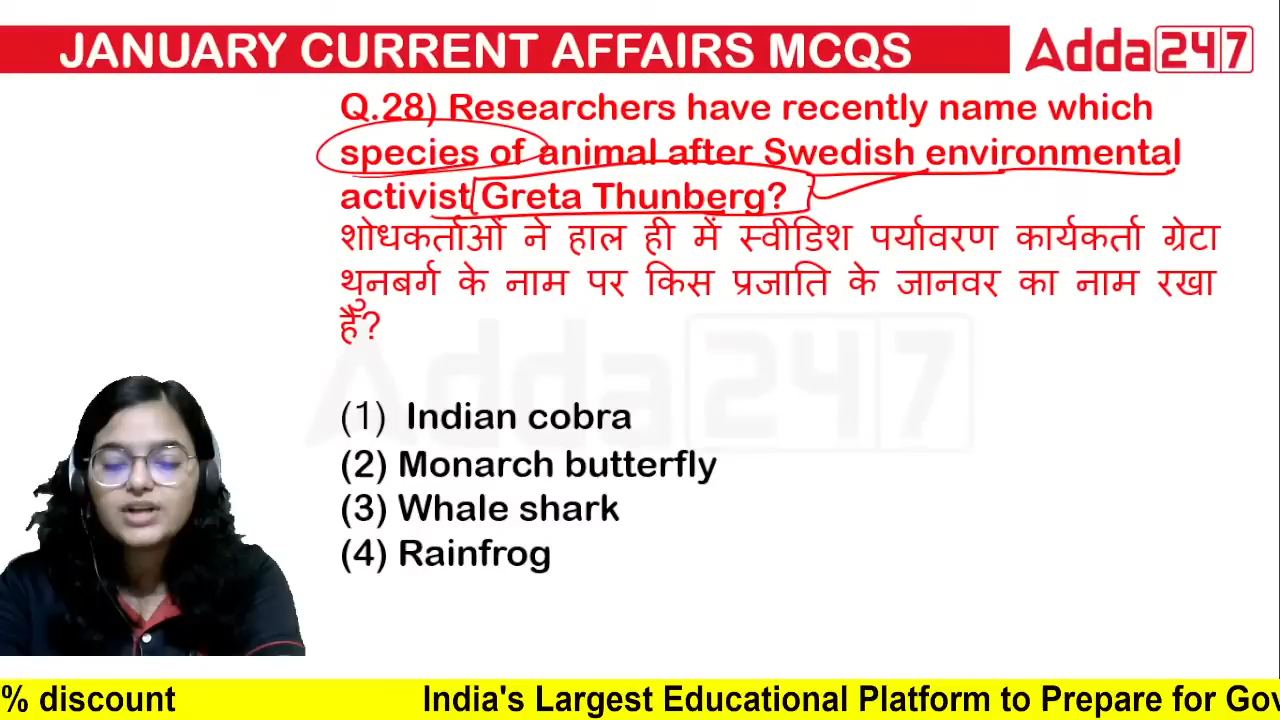 JANUARY CURRENT AFFAIRS MCQS
Adda247
Q.28) Researchers have recently name which
species of animal after Swedish environmental
activist Greta Thunberg?
शोधकर्ताओं ने हाल ही में स्वीडिश पर्यावरण कार्यकर्ता ग्रेटा
थुनबर्ग के नाम पर किस प्रजाति के जानवर का नाम रखा
है?
Adda247
(1) Indian cobra
(2) Monarch butterfly
(3) Whale shark
(4) Rainfrog
% discount
India's Largest Educational Platform to Prepare for Gov